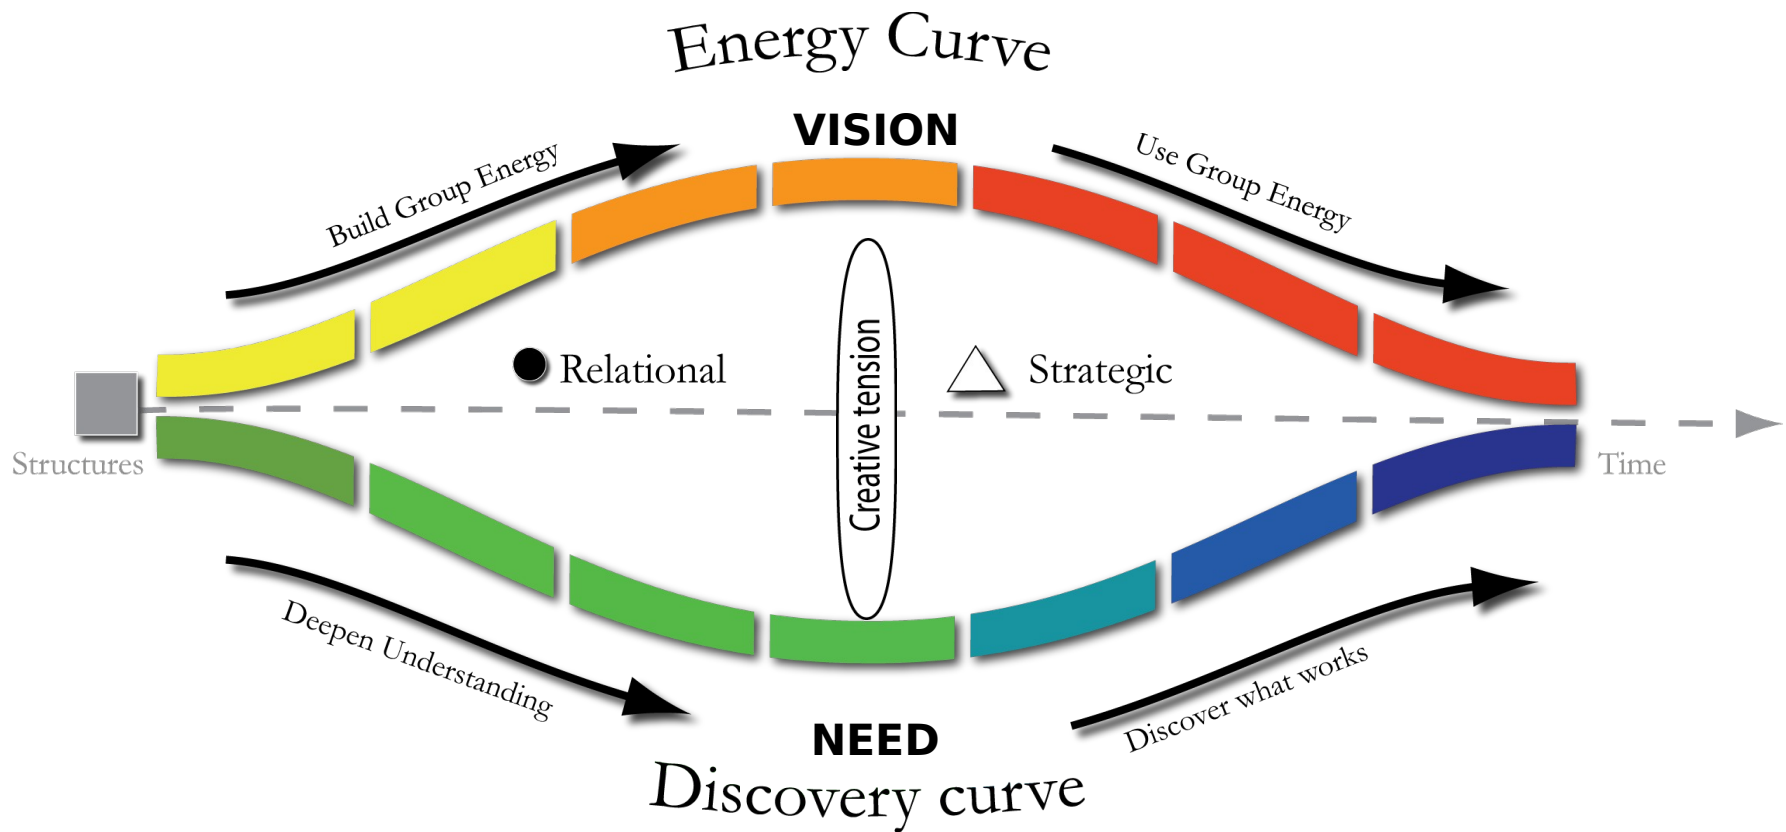 Energy Curve
VISION
Build Group Energy
Use Group Energy
Relational
Strategic
Creative tension
Structures
Time
Deepen Understanding
Discover what works
NEED
Discovery curve